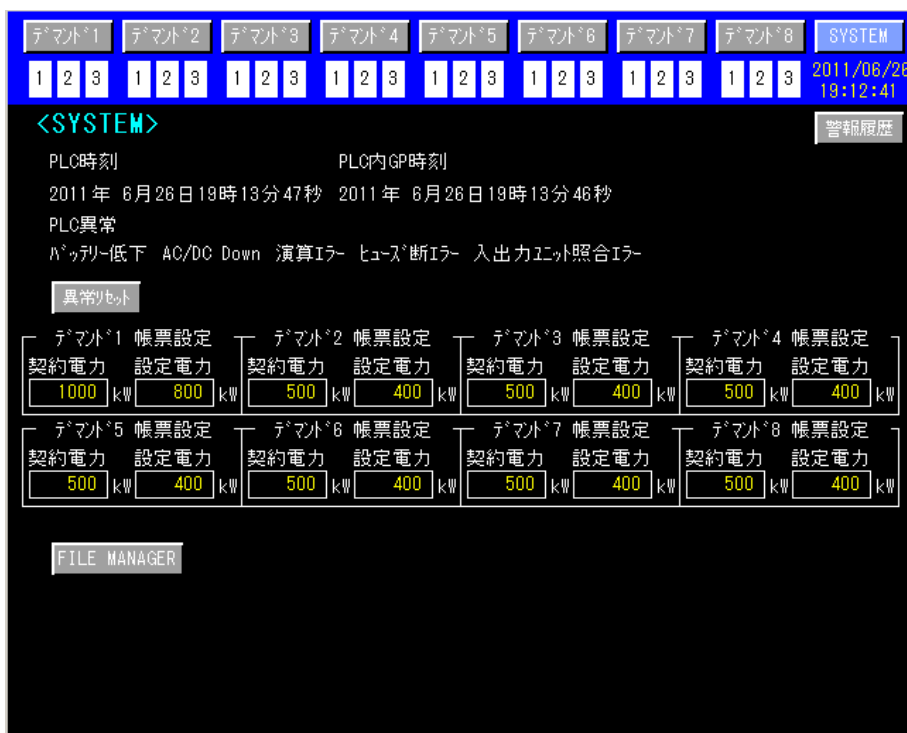 ﾃﾞﾏﾝﾄﾞ1 ﾃﾞﾏﾝﾄﾞ2 ﾃﾞﾏﾝﾄﾞ3 ﾃﾞﾏﾝﾄﾞ4 ﾃﾞﾏﾝﾄﾞ5 ﾃﾞﾏﾝﾄﾞ6 ﾃﾞﾏﾝﾄﾞ7 ﾃﾞﾏﾝﾄﾞ8 SYSTEM
1 2 3 1 2 3 1 2 3 1 2 3 1 2 3 1 2 3 1 2 3 1 2 3 2011/06/26
19:12:41
<SYSTEM> 警報履歴
PLC時刻 PLC内GP時刻
2011年 6月26日19時13分47秒 2011年 6月26日19時13分46秒
PLC異常
ﾊﾞｯﾃﾘｰ低下 AC/DC Down 演算ｴﾗｰ ﾋｭｰｽﾞ断ｴﾗｰ 入出力ﾕﾆｯﾄ照合ｴﾗｰ
異常ﾘｾｯﾄ
ﾃﾞﾏﾝﾄﾞ1 帳票設定 ﾃﾞﾏﾝﾄﾞ2 帳票設定 ﾃﾞﾏﾝﾄﾞ3 帳票設定 ﾃﾞﾏﾝﾄﾞ4 帳票設定
契約電力 設定電力 契約電力 設定電力 契約電力 設定電力 契約電力 設定電力
1000 kW 800 kW 500 kW 400 kW 500 kW 400 kW 500 kW 400 kW
ﾃﾞﾏﾝﾄﾞ5 帳票設定 ﾃﾞﾏﾝﾄﾞ6 帳票設定 ﾃﾞﾏﾝﾄﾞ7 帳票設定 ﾃﾞﾏﾝﾄﾞ8 帳票設定
契約電力 設定電力 契約電力 設定電力 契約電力 設定電力 契約電力 設定電力
500 kW 400 kW 500 kW 400 kW 500 kW 400 kW 500 kW 400 kW
FILE MANAGER